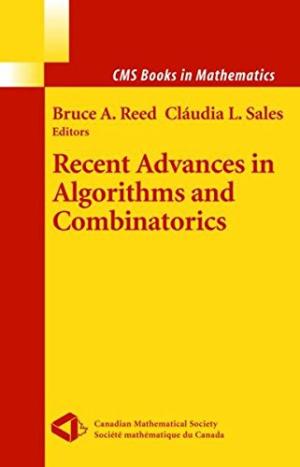 CMS Books in Mathematics
Bruce A. Reed Cláudia L. Sales
Editors
Recent Advances in
Algorithms and
Combinatorics
Canadian Mathematical Society
Société mathématique du Canada